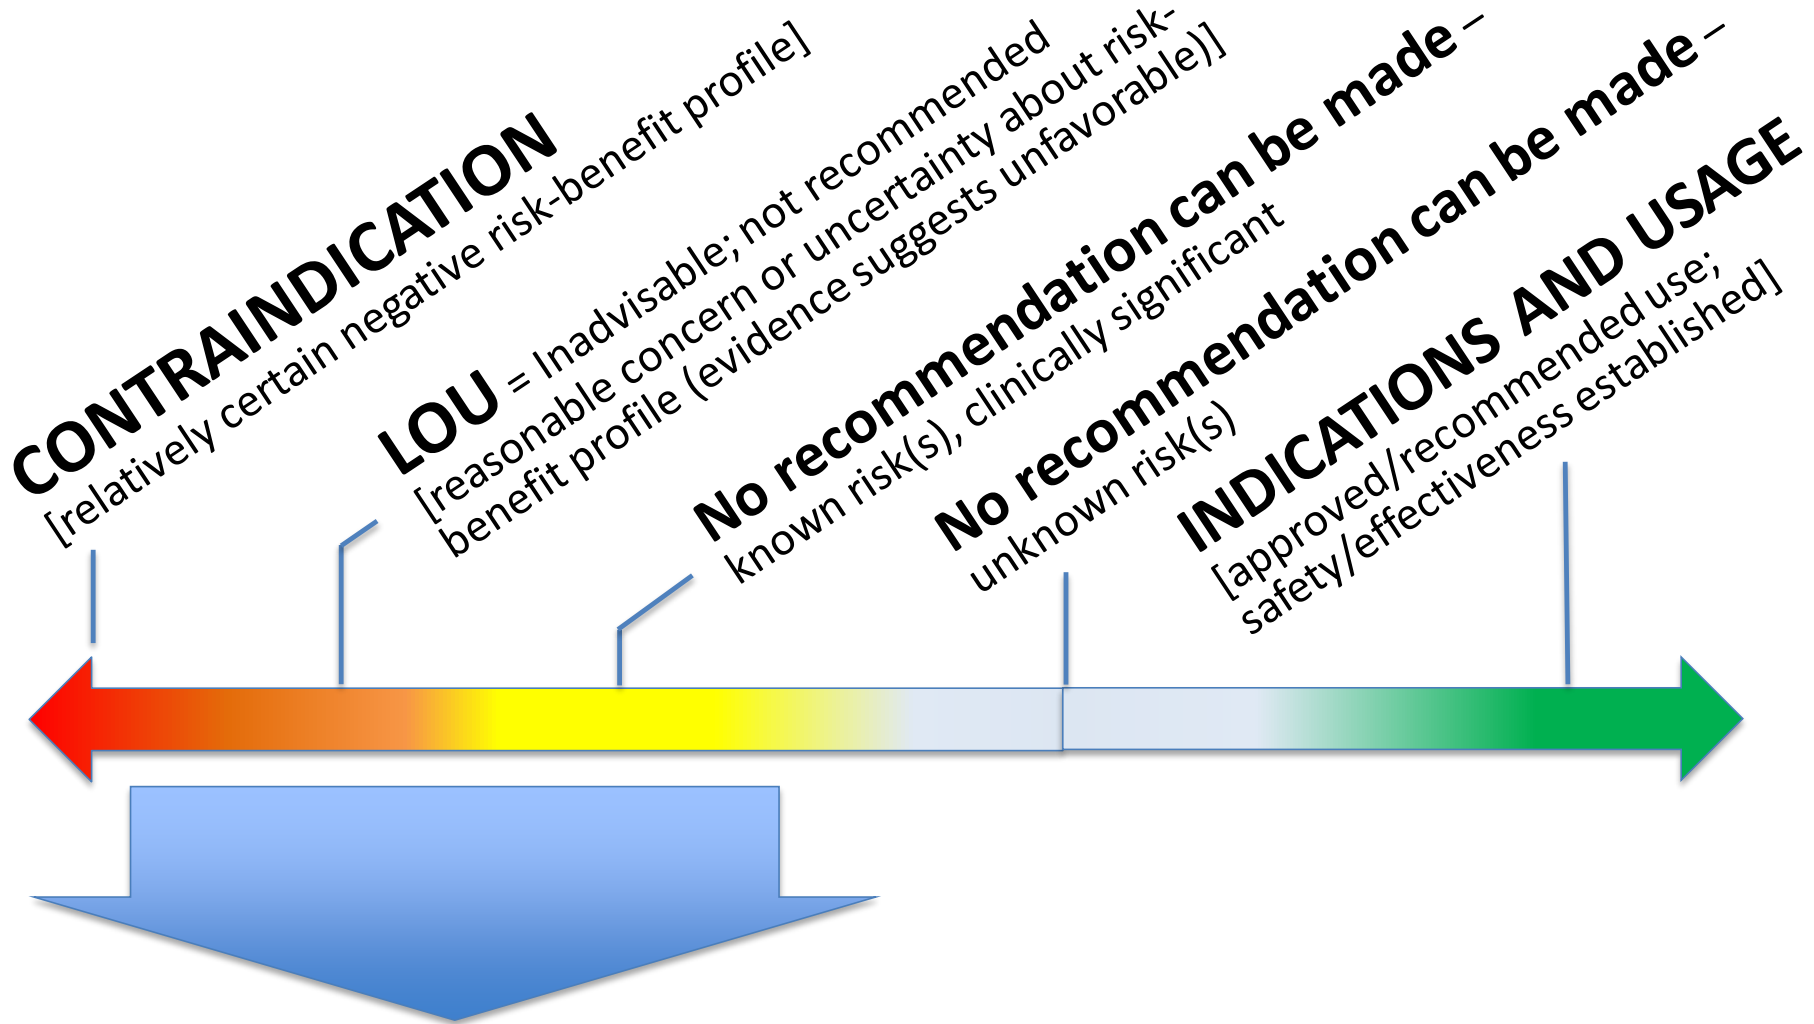 CONTRAINDICATION
[relatively certain negative risk-benefit profile]
LOU = Inadvisable; not recommended
[reasonable concern or uncertainty about risk-
benefit profile (evidence suggests unfavorable)]
No recommendation can be made –
known risk(s), clinically significant
No recommendation can be made –
unknown risk(s)
INDICATIONS AND USAGE
[approved/recommended use;
safety/effectiveness established]